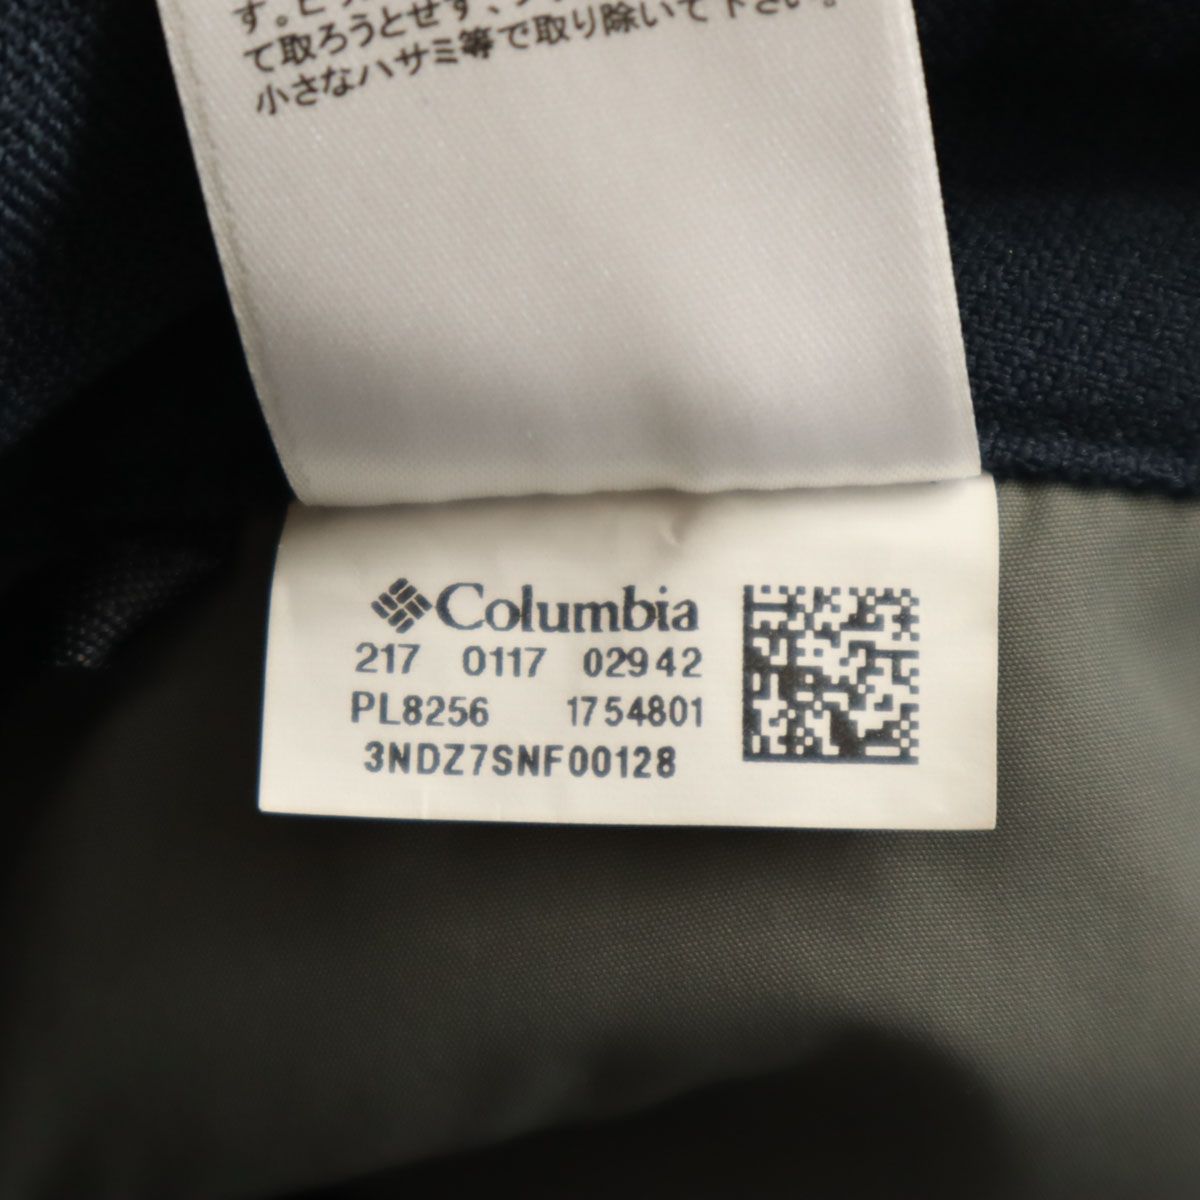 て取ろうとせず、
小さなハサミ等で取り除いて下さい。
Columbia
217 0117 02942
PL8256 1754801
3NDZ7SNF00128